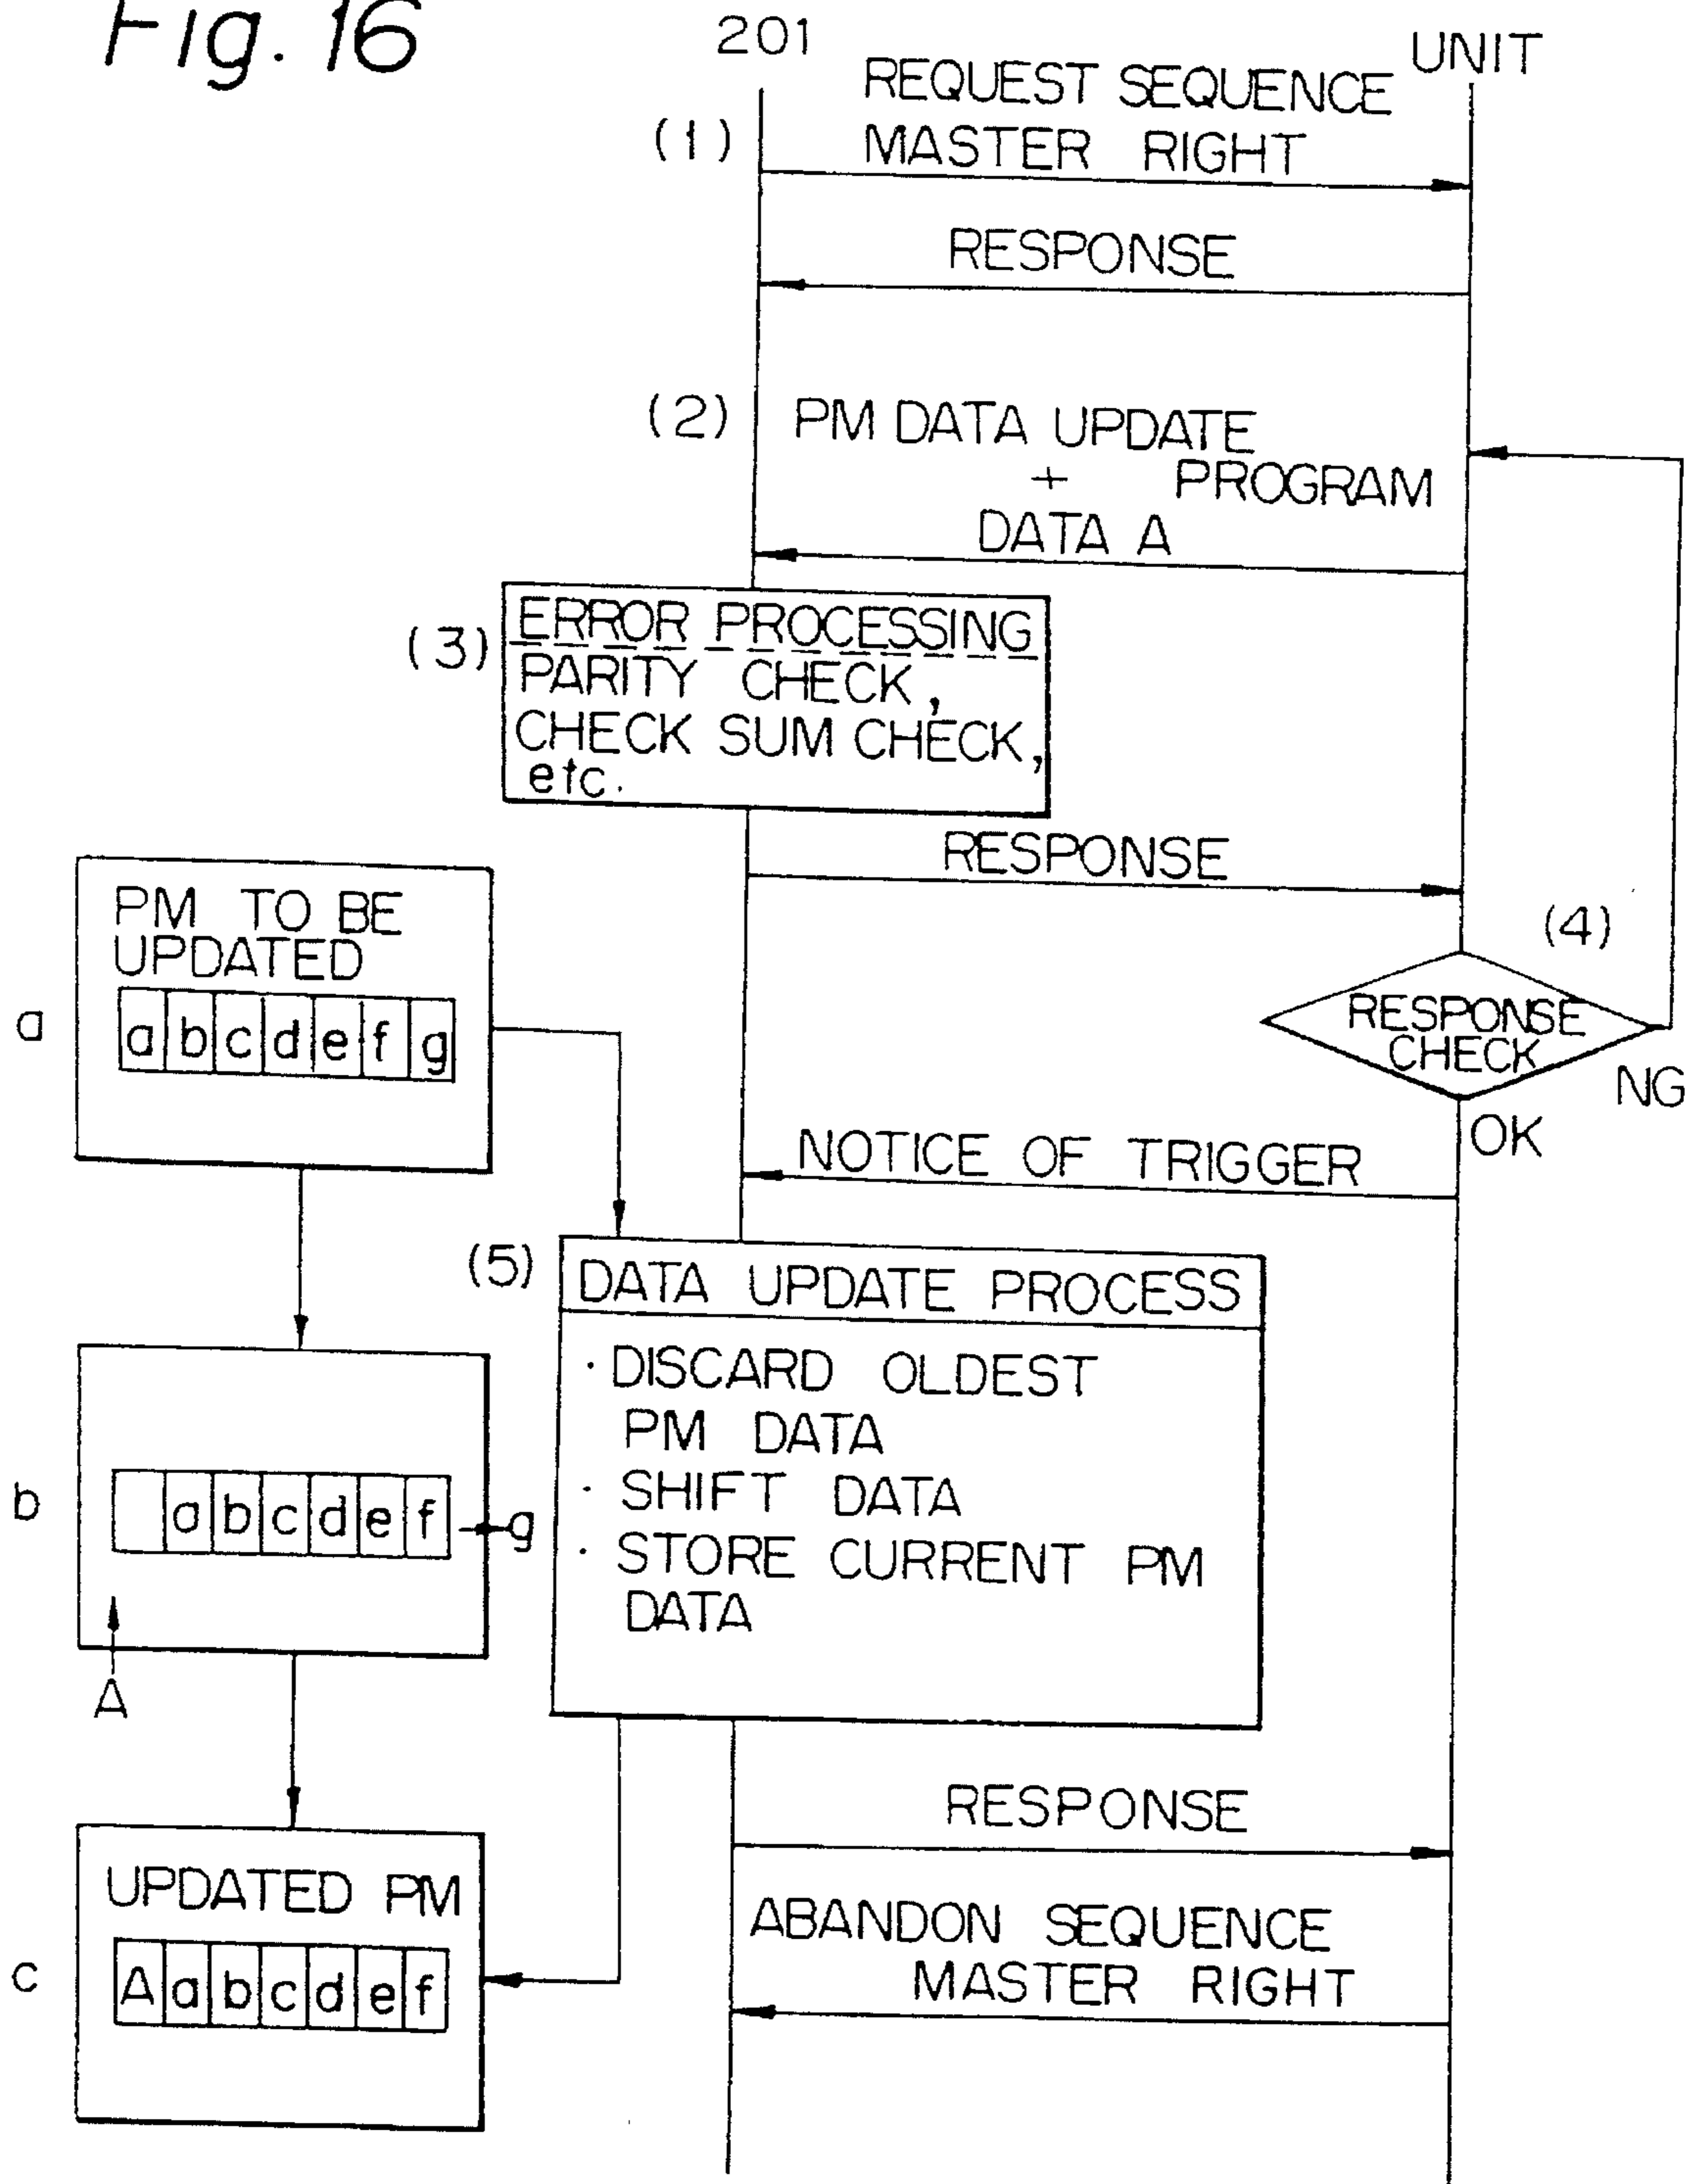 Fig. 16
201
UNIT
(1)
REQUEST SEQUENCE
MASTER RIGHT
RESPONSE
(2)
PM DATA UPDATE
+ PROGRAM
DATA A
(3)
ERROR PROCESSING
PARITY CHECK,
CHECK SUM CHECK,
etc.
RESPONSE
(4)
RESPONSE
CHECK
NG
OK
NOTICE OF TRIGGER
a
PM TO BE
UPDATED
a b c d e f g
(5)
DATA UPDATE PROCESS
· DISCARD OLDEST
PM DATA
· SHIFT DATA
· STORE CURRENT PM
DATA
b
a b c d e f
g
A
RESPONSE
ABANDON SEQUENCE
MASTER RIGHT
c
UPDATED PM
A a b c d e f